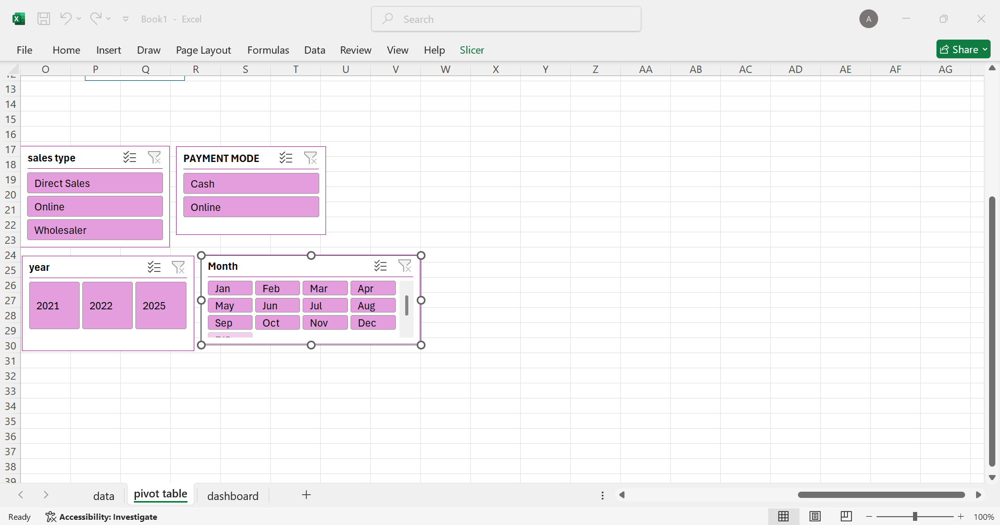 Book1 - Excel
Search
A
File Home Insert Draw Page Layout Formulas Data Review View Help Slicer
Share
O P Q R S T U V W X Y Z AA AB AC AD AE AF AG
13
14
15
16
17
18
19
20
21
22
23
24
25
26
27
28
29
30
31
32
33
34
35
36
37
38
39
sales type
Direct Sales
Online
Wholesaler
PAYMENT MODE
Cash
Online
year
2021 2022 2025
Month
Jan Feb Mar Apr
May Jun Jul Aug
Sep Oct Nov Dec
data pivot table dashboard
Ready Accessibility: Investigate
100%